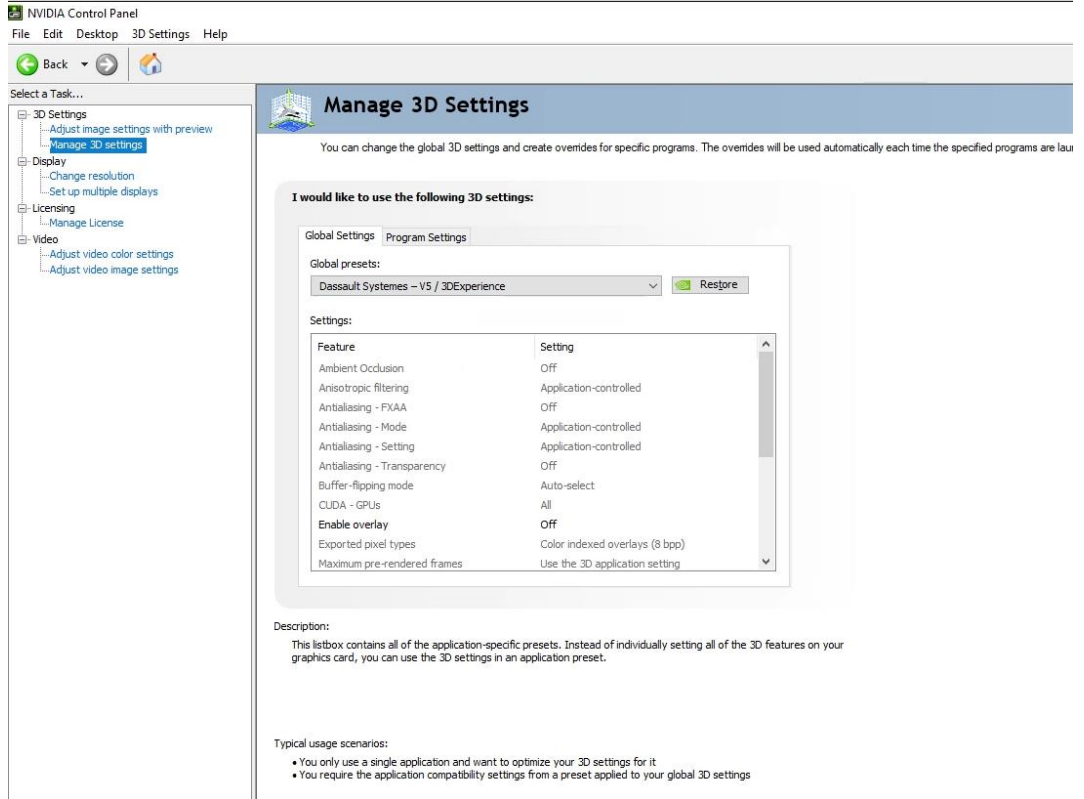 NVIDIA Control Panel
File Edit Desktop 3D Settings Help
Back
Select a Task...
3D Settings
Adjust image settings with preview
Manage 3D settings
Display
Change resolution
Set up multiple displays
Licensing
Manage License
Video
Adjust video color settings
Adjust video image settings
Manage 3D Settings
You can change the global 3D settings and create overrides for specific programs. The overrides will be used automatically each time the specified programs are lau
I would like to use the following 3D settings:
Global Settings Program Settings
Global presets:
Dassault Systemes – V5 / 3DExperience Restore
Settings:
Feature Setting
Ambient Occlusion Off
Anisotropic filtering Application-controlled
Antialiasing - FXAA Off
Antialiasing - Mode Application-controlled
Antialiasing - Setting Application-controlled
Antialiasing - Transparency Off
Buffer-flipping mode Auto-select
CUDA - GPUs All
Enable overlay Off
Exported pixel types Color indexed overlays (8 bpp)
Maximum pre-rendered frames Use the 3D application setting
Description:
This listbox contains all of the application-specific presets. Instead of individually setting all of the 3D features on your
graphics card, you can use the 3D settings in an application preset.
Typical usage scenarios:
• You only use a single application and want to optimize your 3D settings for it
• You require the application compatibility settings from a preset applied to your global 3D settings